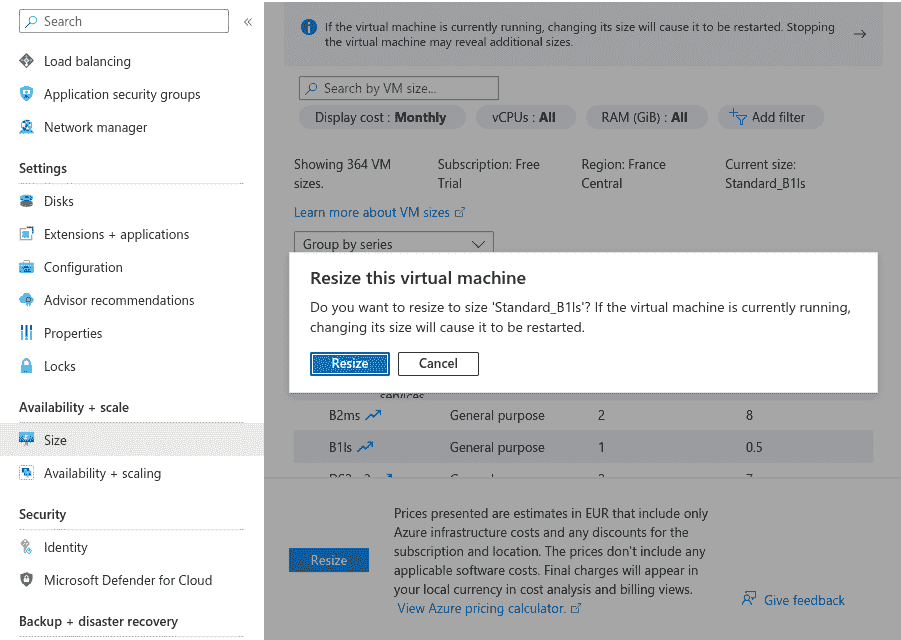 Search
«
Load balancing
Application security groups
Network manager
Settings
Disks
Extensions + applications
Configuration
Advisor recommendations
Properties
Locks
Availability + scale
Size
Availability + scaling
Security
Identity
Microsoft Defender for Cloud
Backup + disaster recovery
If the virtual machine is currently running, changing its size will cause it to be restarted. Stopping
the virtual machine may reveal additional sizes.
Search by VM size...
Display cost : Monthly
vCPUs : All
RAM (GiB) : All
Add filter
Showing 364 VM
sizes.
Subscription: Free
Trial
Region: France
Central
Current size:
Standard_B1ls
Learn more about VM sizes
Group by series
Resize this virtual machine
Do you want to resize to size 'Standard_B1ls'? If the virtual machine is currently running,
changing its size will cause it to be restarted.
Resize Cancel
services
B2ms General purpose 2 8
B1ls General purpose 1 0.5
Resize
Prices presented are estimates in EUR that include only
Azure infrastructure costs and any discounts for the
subscription and location. The prices don't include any
applicable software costs. Final charges will appear in
your local currency in cost analysis and billing views.
View Azure pricing calculator.
Give feedback